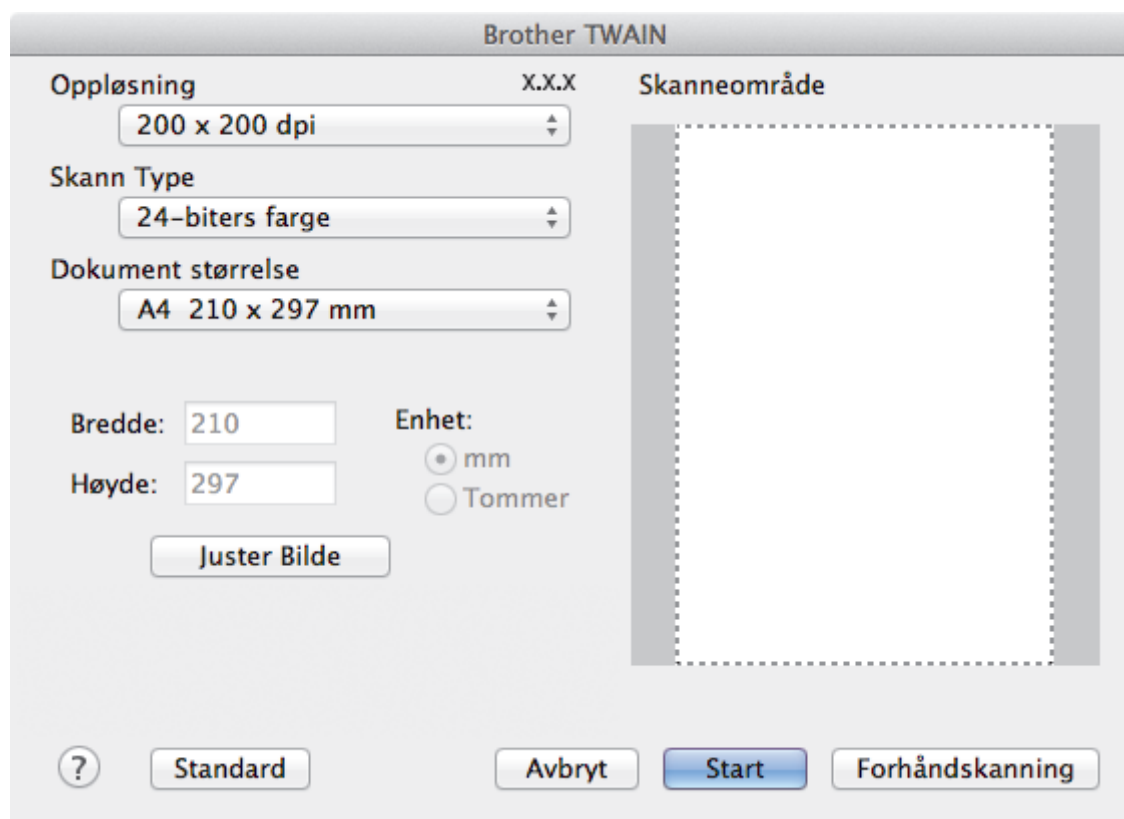 Brother TWAIN
Oppløsning X.X.X
200 x 200 dpi
Skann Type
24-biters farge
Dokument størrelse
A4 210 x 297 mm
Bredde: 210
Høyde: 297
Enhet:
mm
Tommer
Juster Bilde
Skanneområde
? Standard Avbryt Start Forhåndskanning